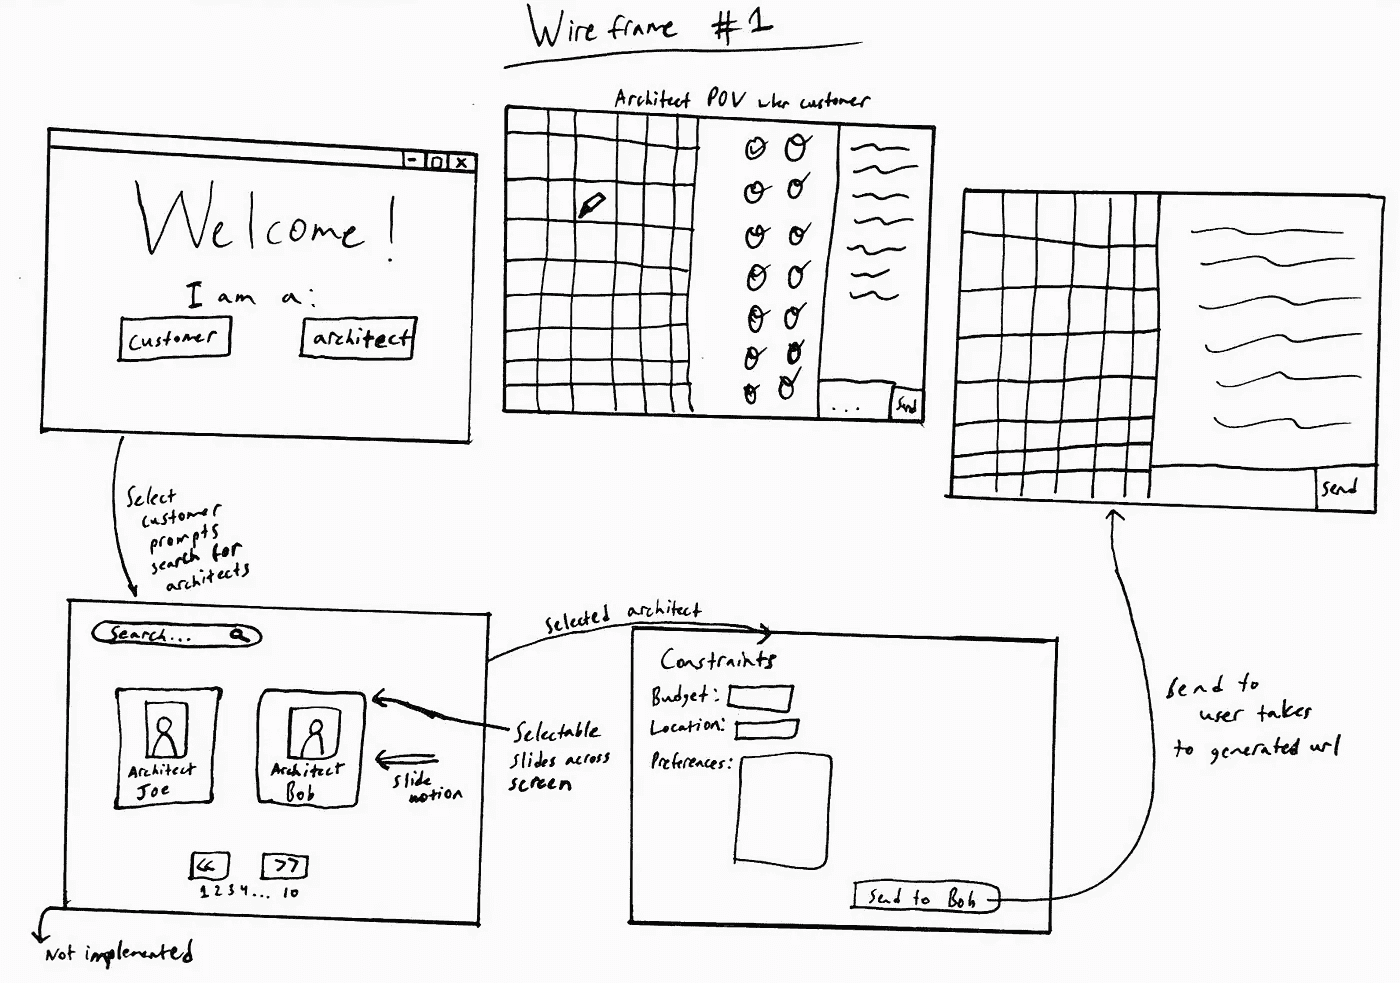 Wireframe #1
Architect POV when customer
Welcome!
I am a:
customer
architect
...
Send
Send
Select
customer
prompts
search for
architects
Search...
Architect
Joe
Architect
Bob
<<
>>
1 2 3 4 ... 10
Not implemented
Selected architect
Selectable
slides across
screen
slide
motion
Constraints
Budget:
Location:
Preferences:
Send to Bob
Send to
user takes
to generated url